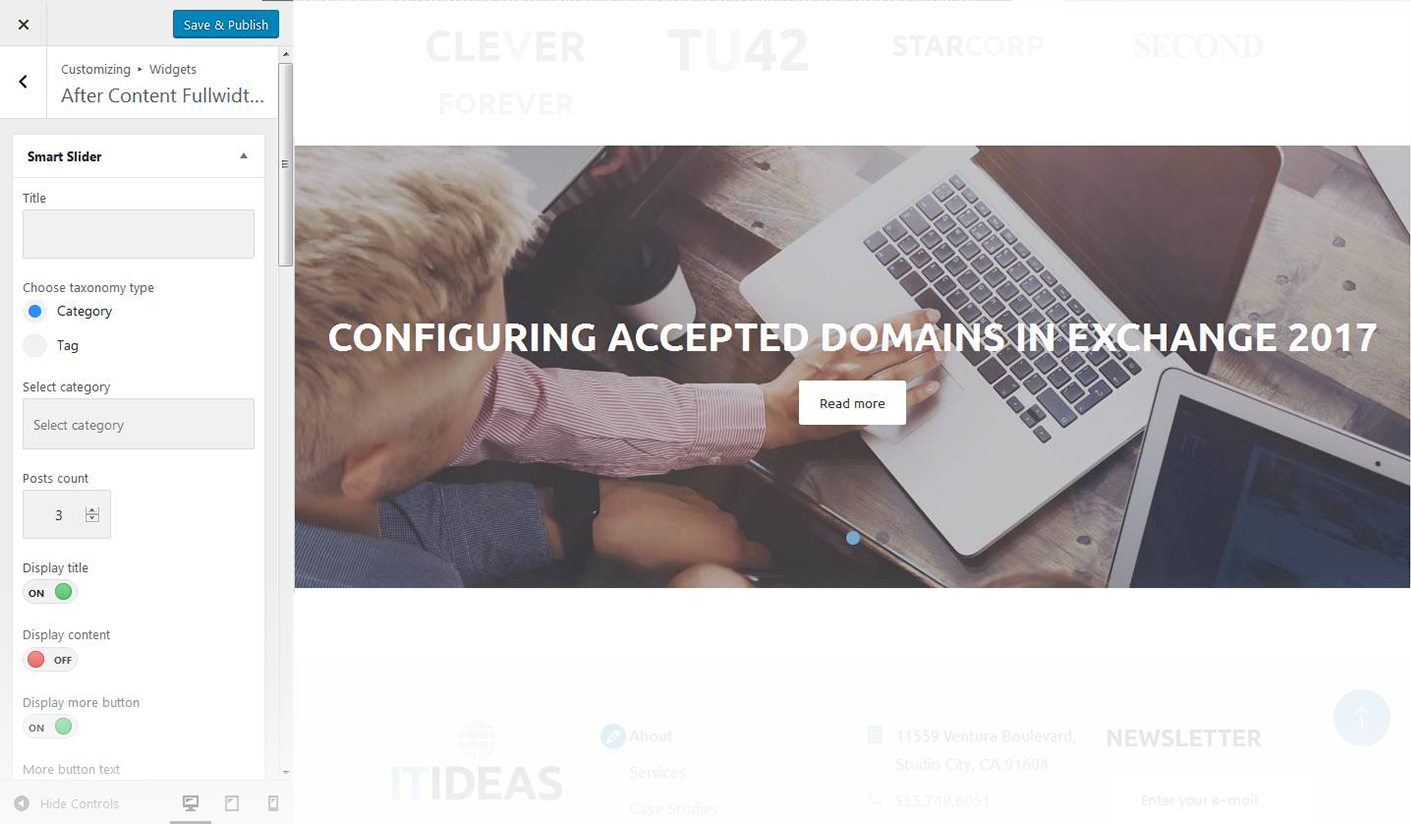 Save & Publish
Customizing ▸ Widgets
After Content Fullwidt...
Smart Slider
Title
Choose taxonomy type
Category
Tag
Select category
Select category
Posts count
3
Display title
ON
Display content
OFF
Display more button
ON
More button text
Hide Controls
CLEVER
TU42
STARCORP
SECOND
FOREVER
CONFIGURING ACCEPTED DOMAINS IN EXCHANGE 2017
Read more
ITIDEAS
About
Services
Case Studies
11559 Ventura Boulevard,
Studio City, CA 91604
555.748.6051
NEWSLETTER
Enter your e-mail